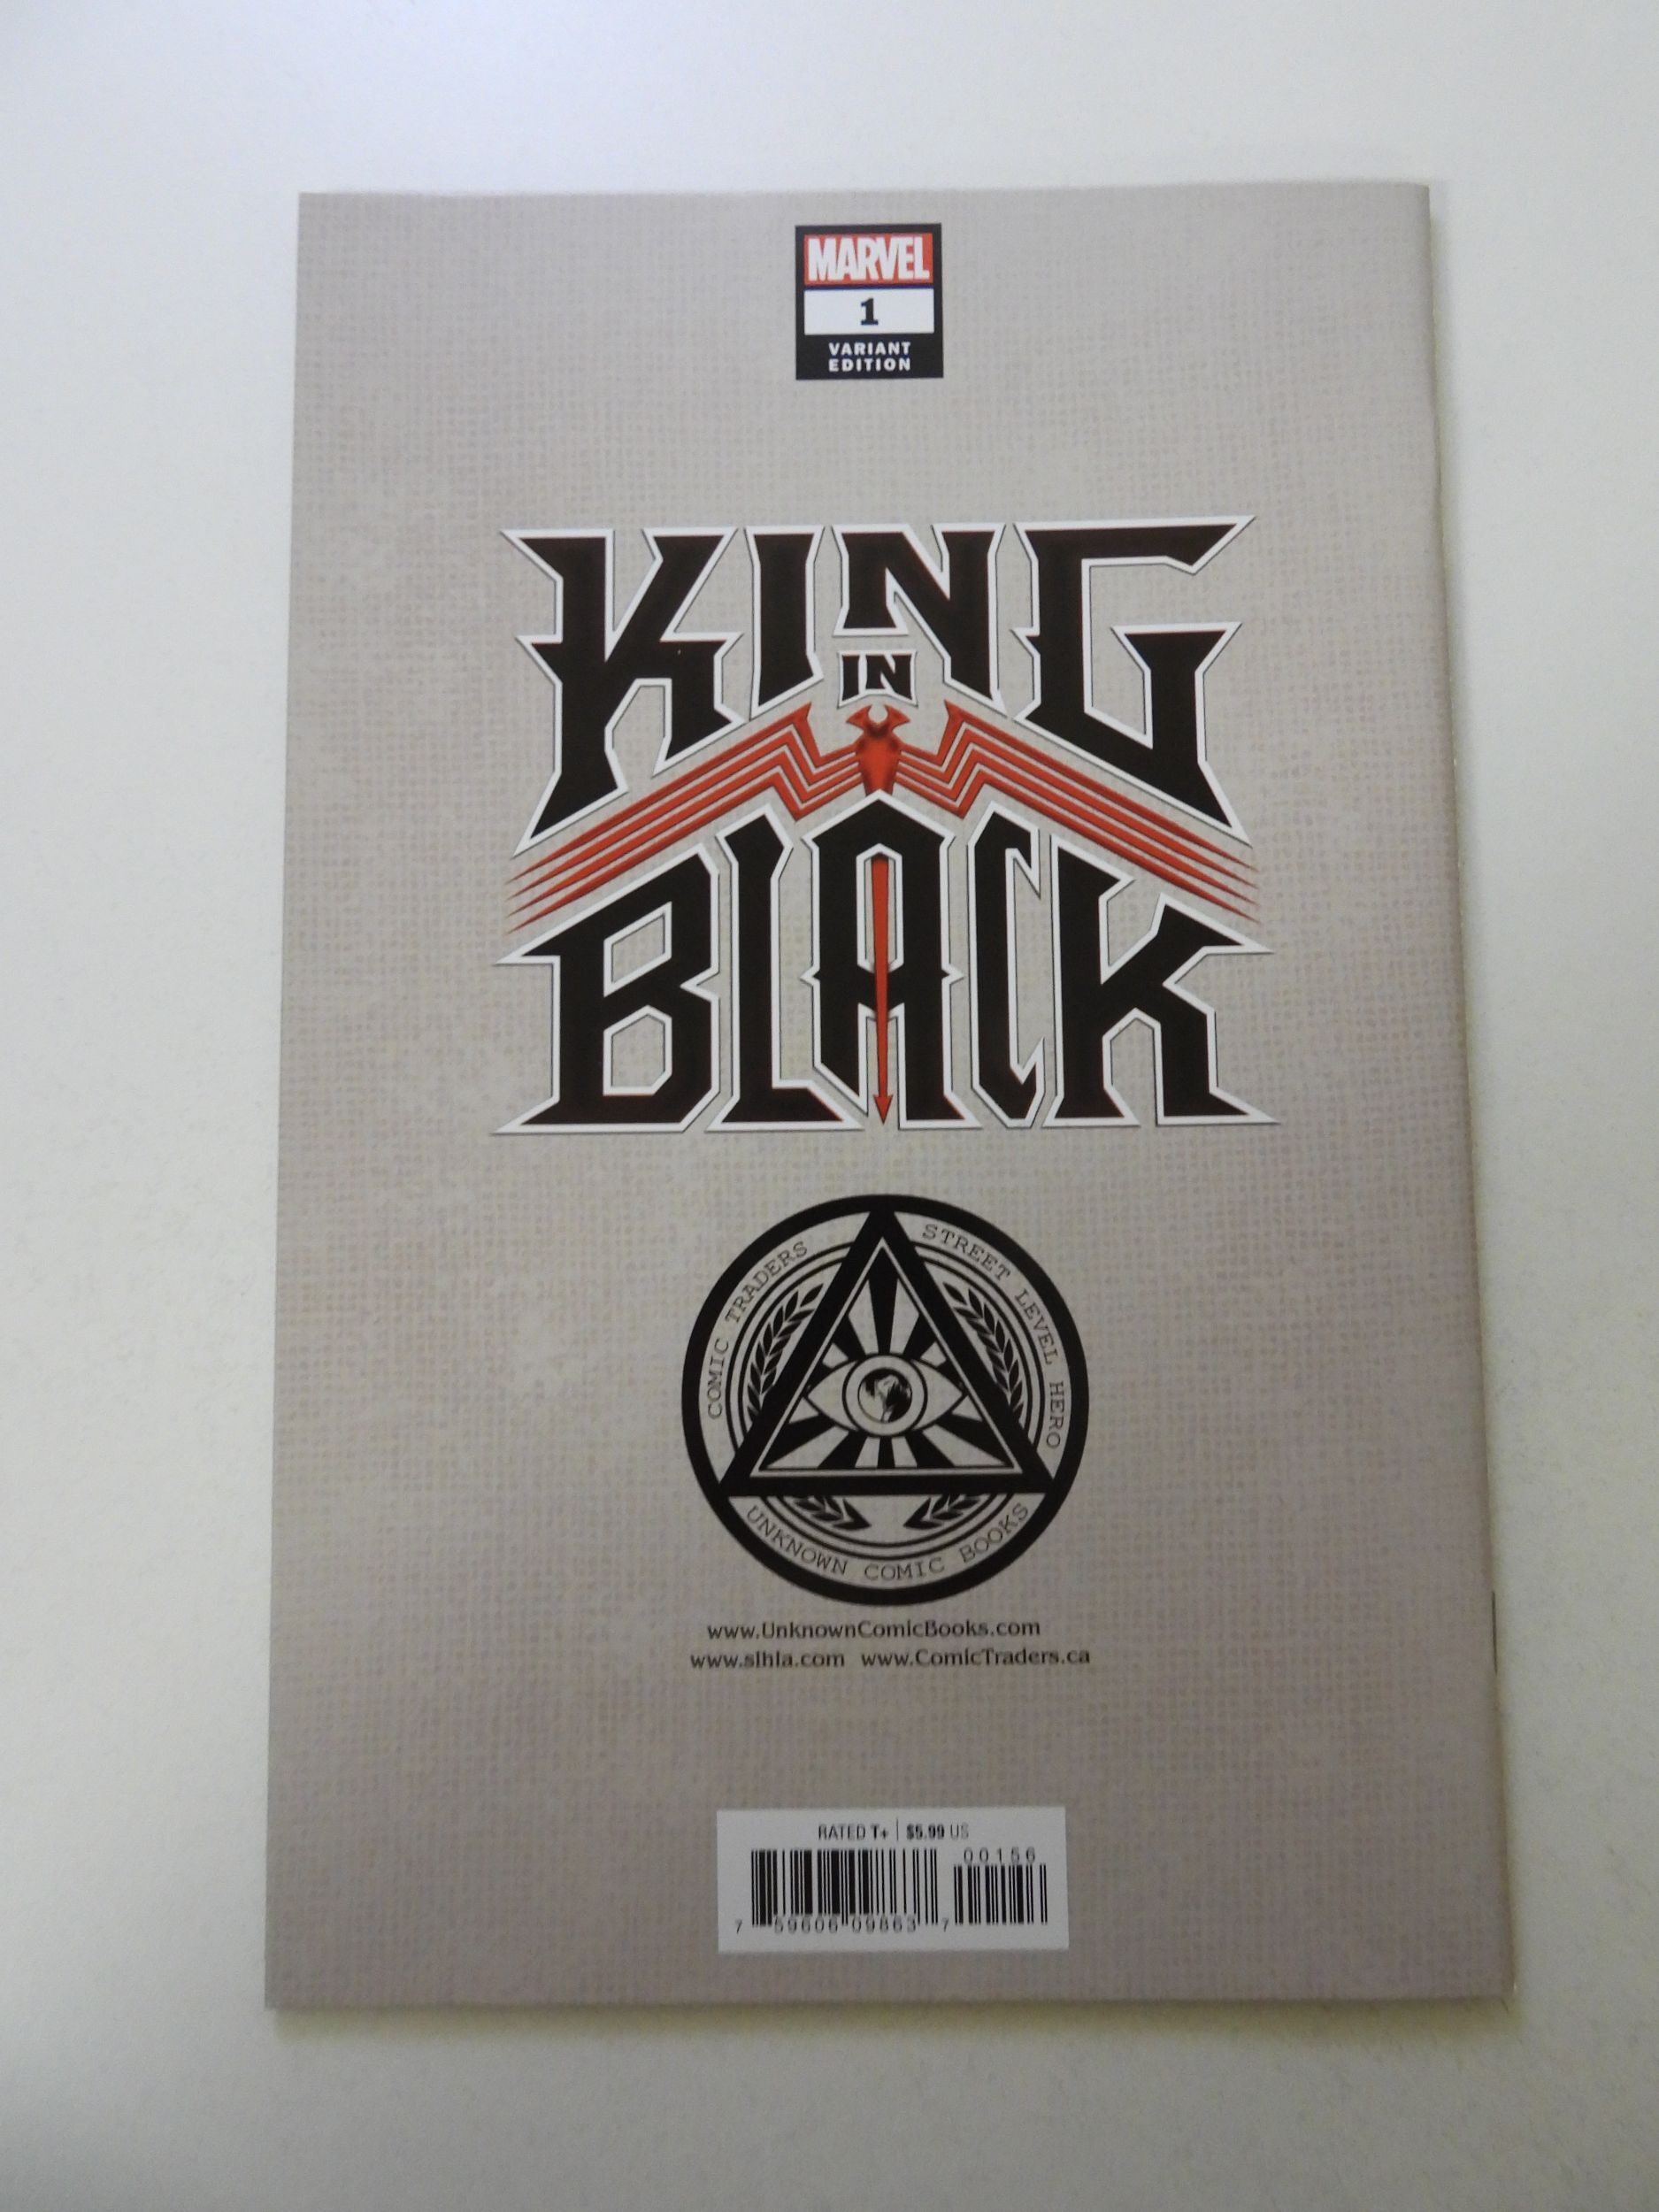 MARVEL
1
VARIANT
EDITION
KING
IN
BLACK
COMIC TRADERS
STREET LEVEL HERO
UNKNOWN COMIC BOOKS
www.UnknownComicBooks.com
www.slhla.com www.ComicTraders.ca
RATED T+ | $5.99 US
00156
7 59606 09863 7